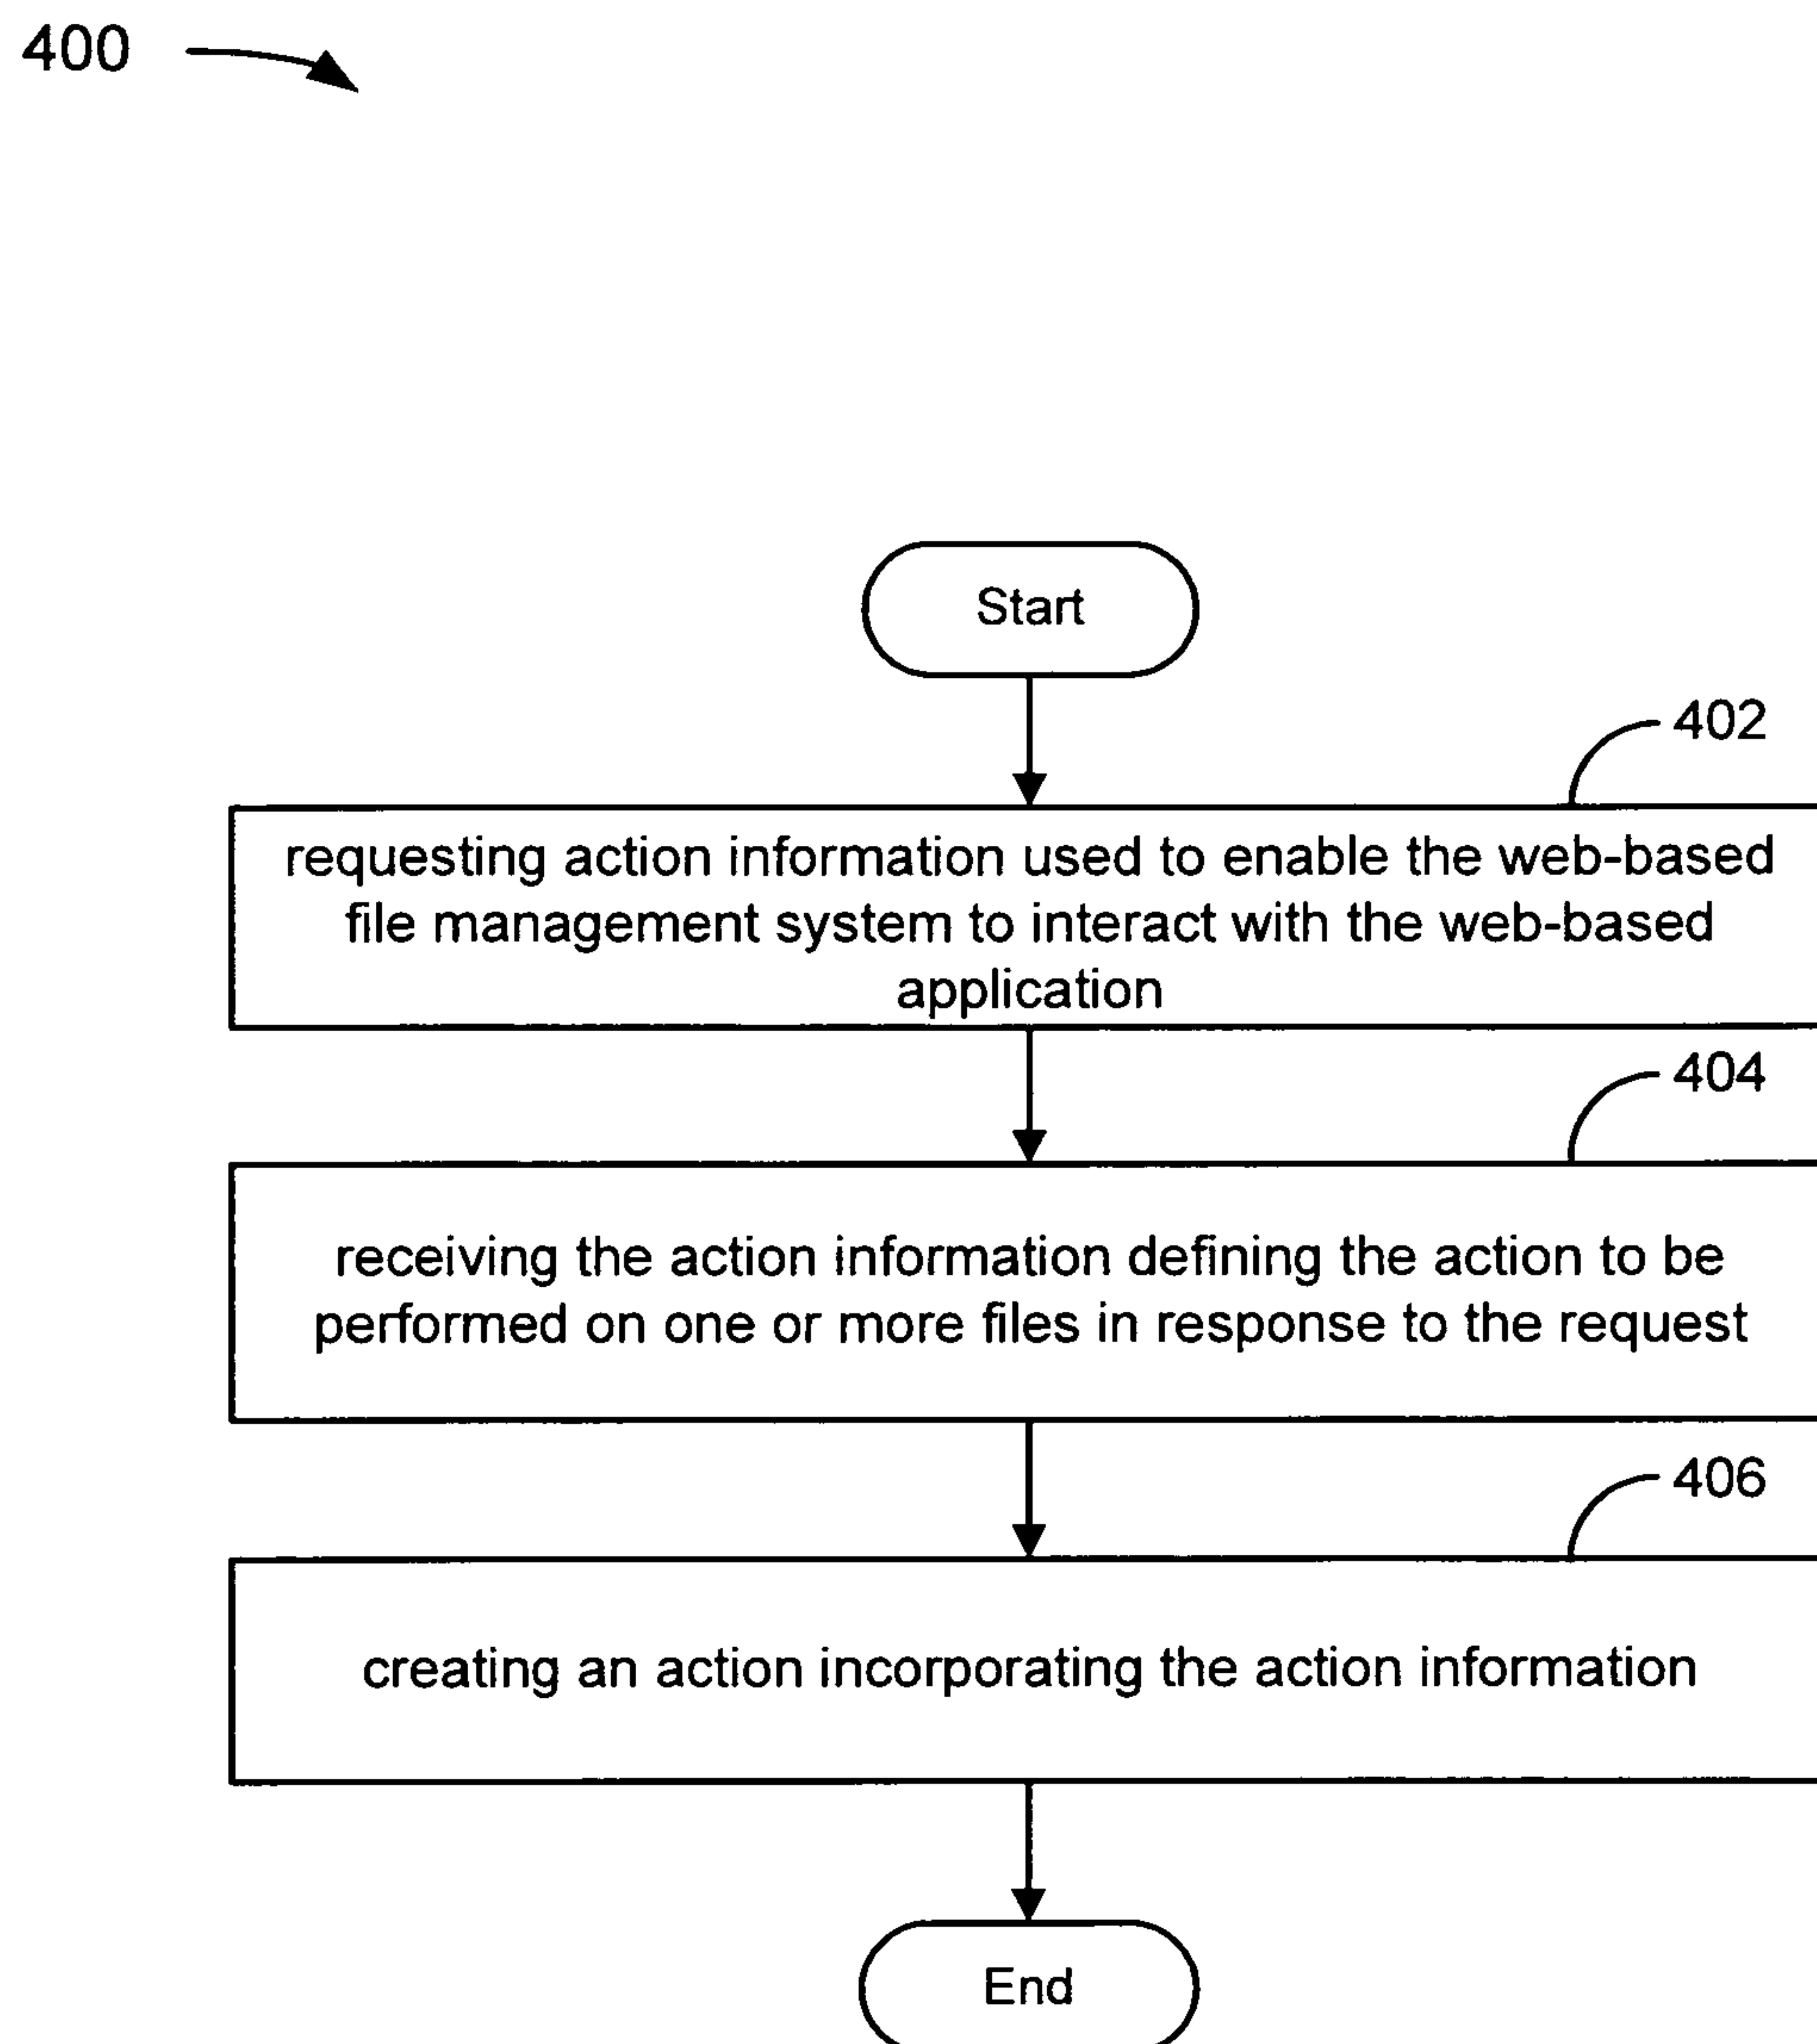 400
Start
402
requesting action information used to enable the web-based
file management system to interact with the web-based
application
404
receiving the action information defining the action to be
performed on one or more files in response to the request
406
creating an action incorporating the action information
End